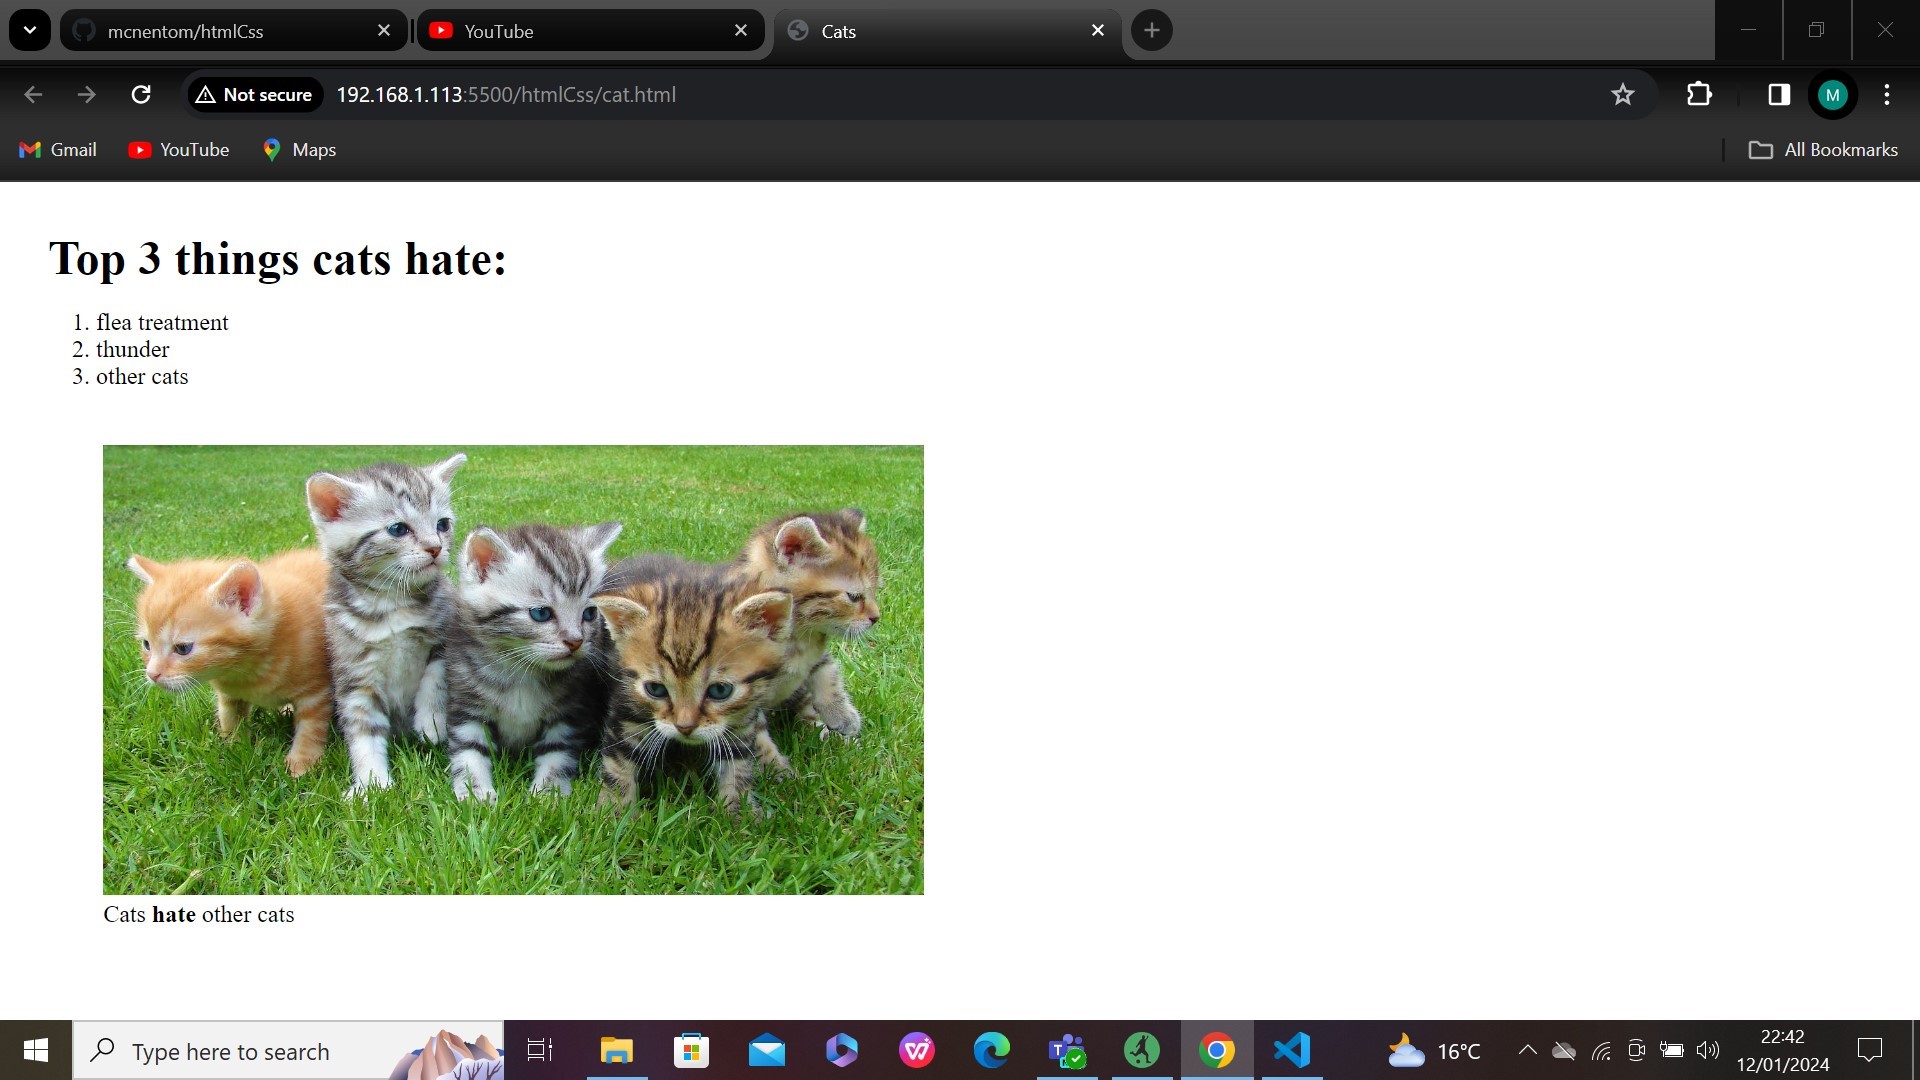 mcnentom/htmlCss
YouTube
Cats
Not secure
192.168.1.113:5500/htmlCss/cat.html
M
Gmail
YouTube
Maps
All Bookmarks
Top 3 things cats hate:
1. flea treatment
2. thunder
3. other cats
Cats hate other cats
Type here to search
T
16°C
22:42
12/01/2024